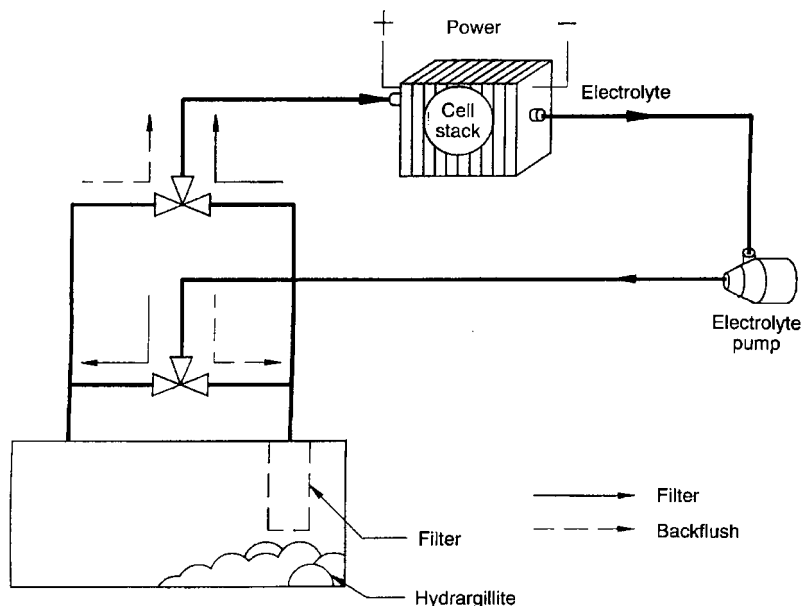 + Power −
Electrolyte
Cell
stack
Electrolyte
pump
Filter
Backflush
Filter
Hydrargillite